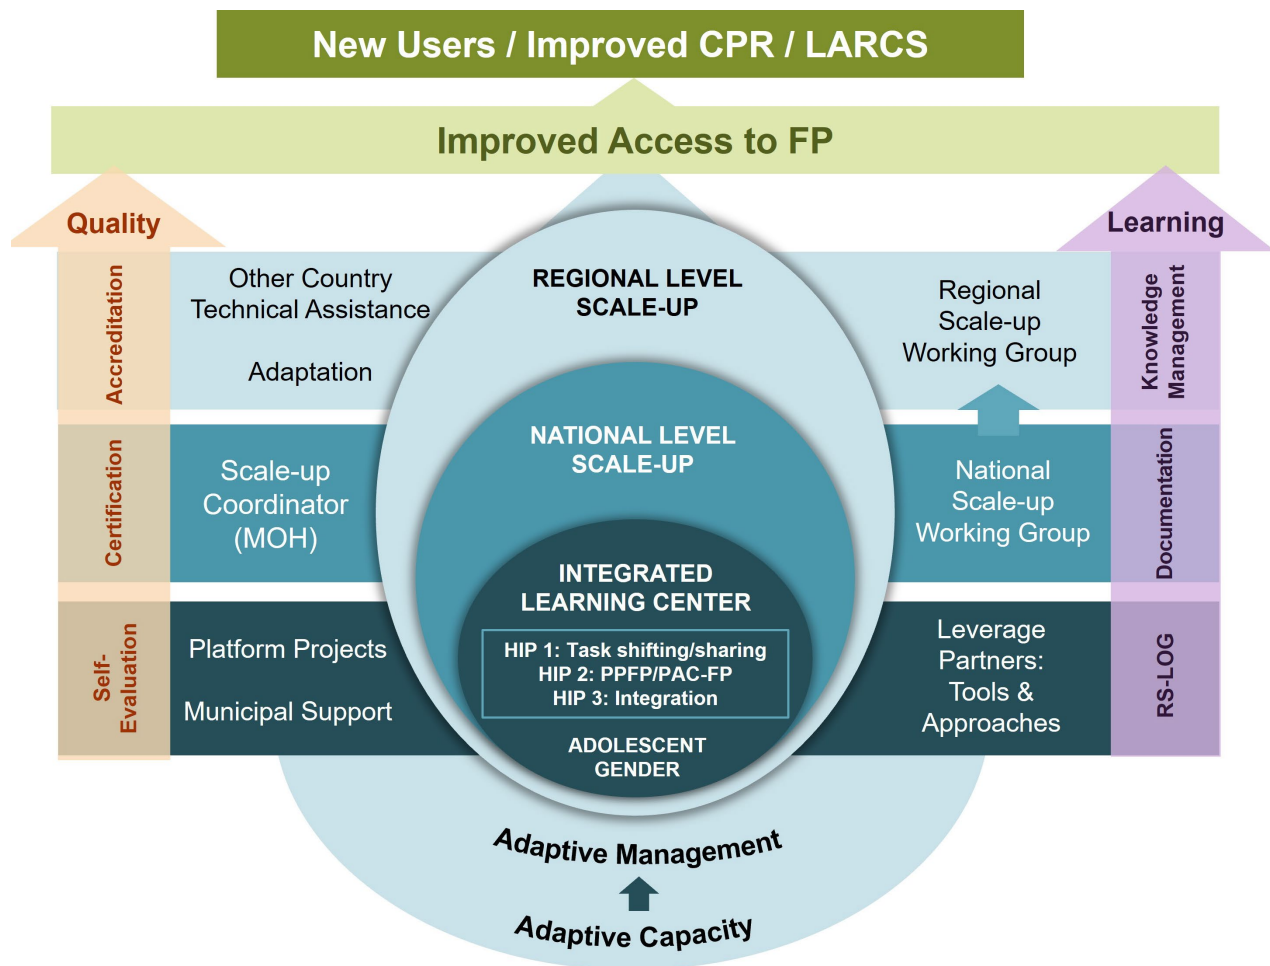 New Users / Improved CPR / LARCS
Improved Access to FP
Quality
Learning
Accreditation
Other Country
Technical Assistance
Adaptation
REGIONAL LEVEL
SCALE-UP
Regional
Scale-up
Working Group
Knowledge
Management
Certification
Scale-up
Coordinator
(MOH)
NATIONAL LEVEL
SCALE-UP
National
Scale-up
Working Group
Documentation
Self-
Evaluation
Platform Projects
Municipal Support
INTEGRATED
LEARNING CENTER
HIP 1: Task shifting/sharing
HIP 2: PPFP/PAC-FP
HIP 3: Integration
ADOLESCENT
GENDER
Leverage
Partners:
Tools &
Approaches
RS-LOG
Adaptive Management
Adaptive Capacity